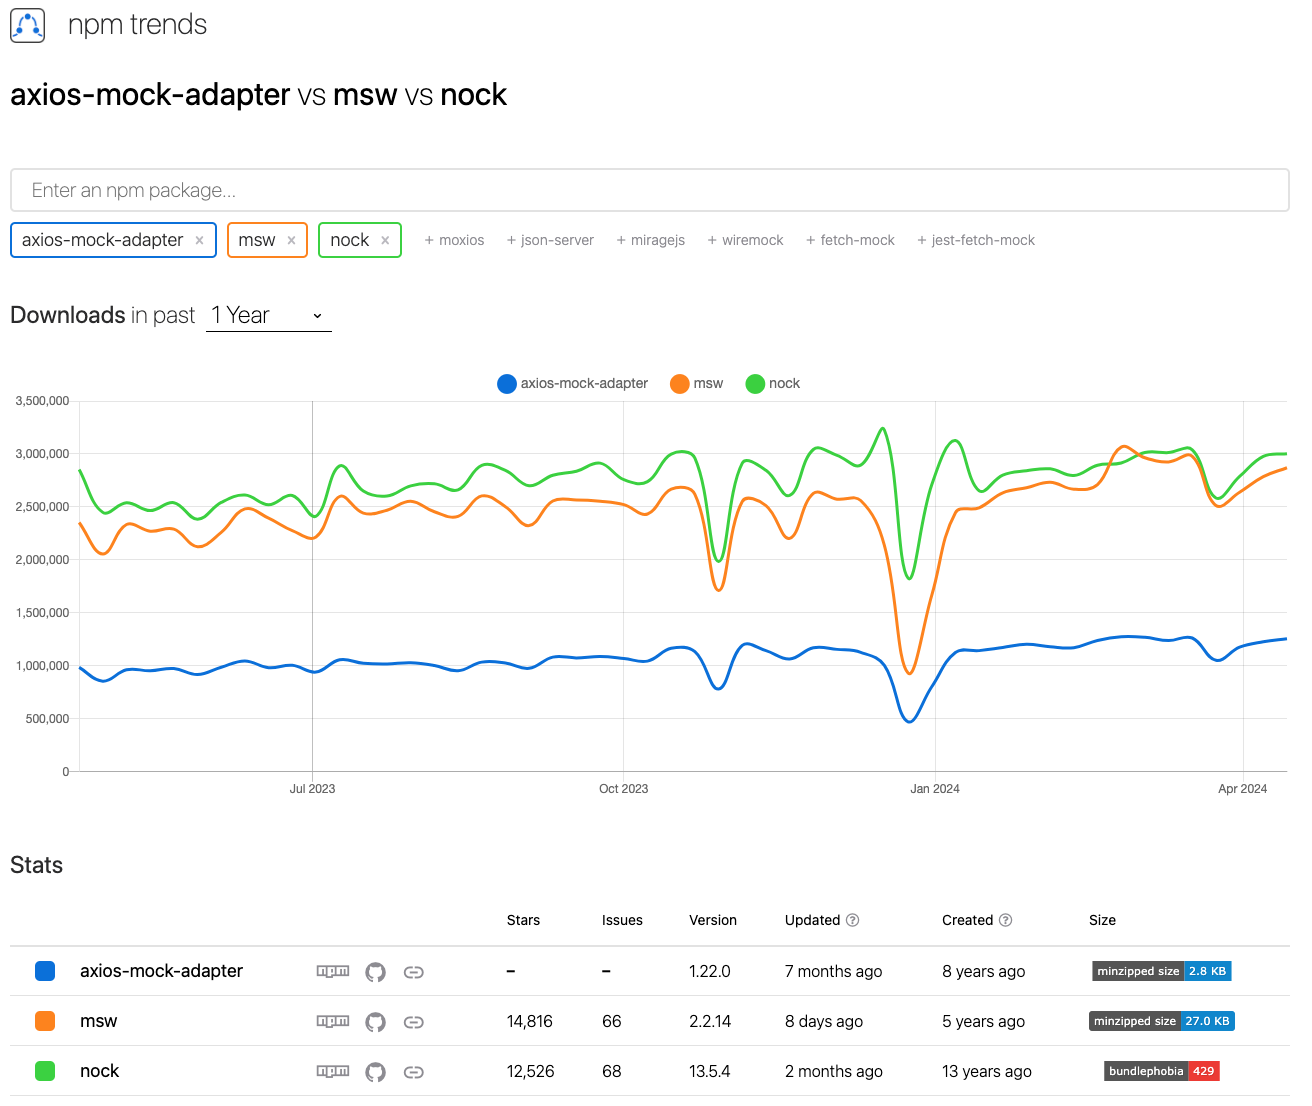 npm trends
axios-mock-adapter vs msw vs nock
Enter an npm package...
axios-mock-adapter × msw × nock × + moxios + json-server + miragejs + wiremock + fetch-mock + jest-fetch-mock
Downloads in past 1 Year
axios-mock-adapter msw nock
3,500,000
3,000,000
2,500,000
2,000,000
1,500,000
1,000,000
500,000
0
Jul 2023 Oct 2023 Jan 2024 Apr 2024
Stats
Stars Issues Version Updated ? Created ? Size
axios-mock-adapter npm – – 1.22.0 7 months ago 8 years ago minzipped size 2.8 KB
msw npm 14,816 66 2.2.14 8 days ago 5 years ago minzipped size 27.0 KB
nock npm 12,526 68 13.5.4 2 months ago 13 years ago bundlephobia 429